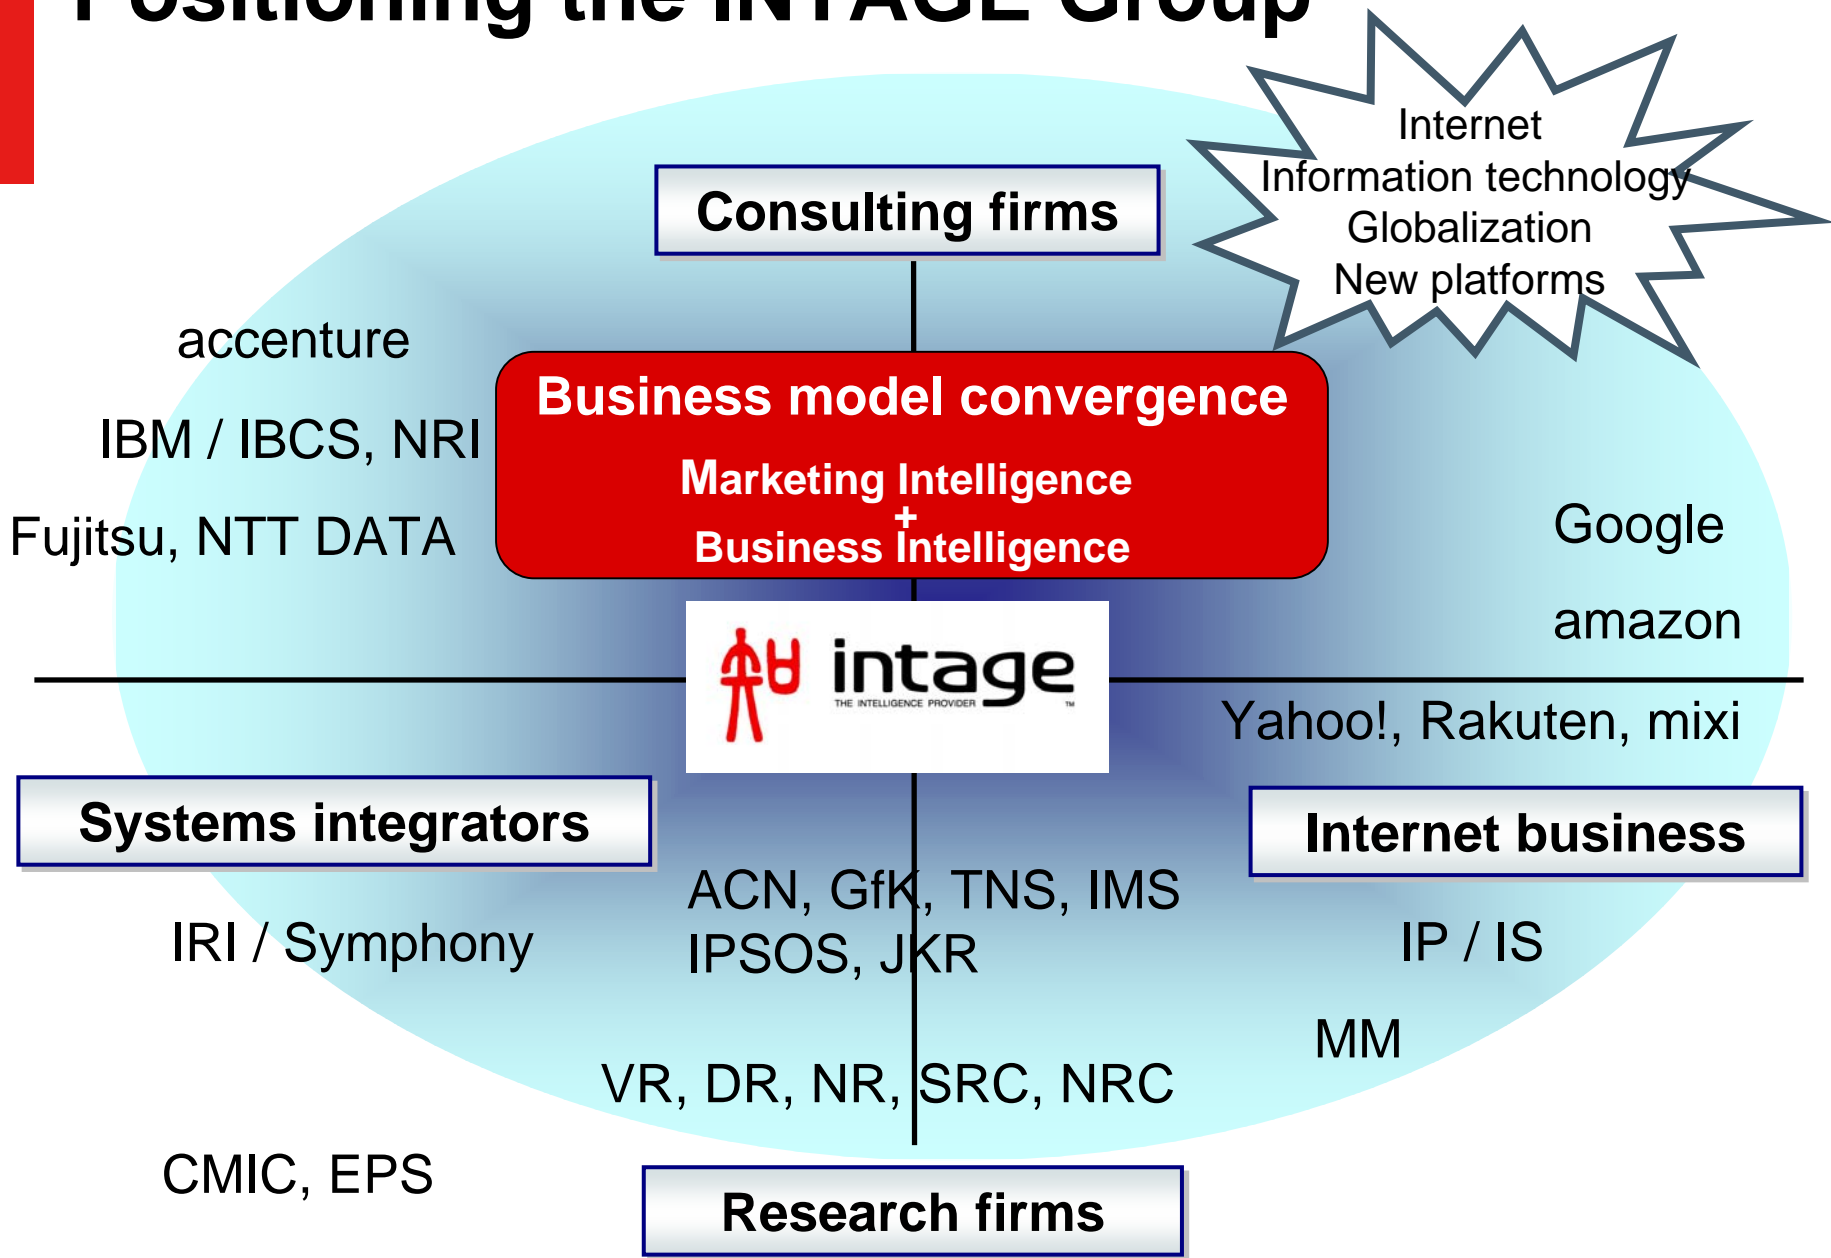 Positioning the INTAGE Group
Internet
Information technology
Globalization
New platforms
Consulting firms
accenture
IBM / IBCS, NRI
Fujitsu, NTT DATA
Business model convergence
Marketing Intelligence
+
Business Intelligence
Google
amazon
intage
THE INTELLIGENCE PROVIDER TM
Yahoo!, Rakuten, mixi
Systems integrators
Internet business
ACN, GfK, TNS, IMS
IPSOS, JKR
IRI / Symphony
IP / IS
MM
VR, DR, NR, SRC, NRC
CMIC, EPS
Research firms